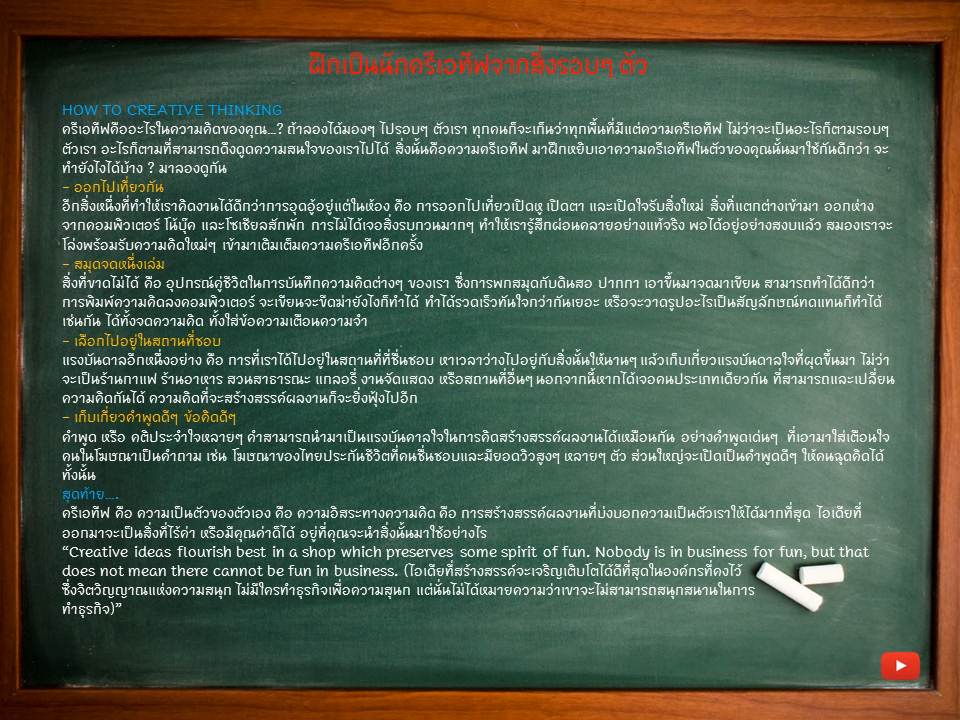 ฝึกเป็นนักครีเอทีฟจากสิ่งรอบๆ ตัว
HOW TO CREATIVE THINKING
ครีเอทีฟคืออะไรในความคิดของคุณ...? ถ้าลองได้มองๆ ไปรอบๆ ตัวเรา ทุกคนก็จะเก็นว่าทุกพื้นที่มีแต่ความครีเอทีฟ ไม่ว่าจะเป็นอะไรก็ตามรอบๆ
ตัวเรา อะไรก็ตามที่สามารถดึงดูดความสนใจของเราไปได้ สิ่งนั้นคือความครีเอทีฟ มาฝึกหยิบเอาความครีเอทีฟในตัวของคุณนั้นมาใช้กันดีกว่า จะ
ทำยังไงได้บ้าง ? มาลองดูกัน
- ออกไปเที่ยวกัน
อีกสิ่งหนึ่งที่ทำให้เราคิดงานได้ดีกว่าการอุดอู้อยู่แต่ในห้อง คือ การออกไปเที่ยวเปิดหู เปิดตา และเปิดใจรับสิ่งใหม่ สิ่งที่แตกต่างเข้ามา ออกห่าง
จากคอมพิวเตอร์ โน้บุ๊ค และโซเชียลสักพัก การไม่ได้เจอสิ่งรบกวนมากๆ ทำให้เรารู้สึกผ่อนคลายอย่างแท้จริง พอได้อยู่อย่างสงบแล้ว สมองเราจะ
โล่งพร้อมรับความคิดใหม่ๆ เข้ามาเติมเต็มความครีเอทีฟอีกครั้ง
- สมุดจดหนึ่งเล่ม
สิ่งที่ขาดไม่ได้ คือ อุปกรณ์คู่ชีวิตในการบันทึกความคิดต่างๆ ของเรา ซึ่งการพกสมุดกับดินสอ ปากกา เอาขึ้นมาจดมาเขียน สามารถทำได้ดีกว่า
การพิมพ์ความคิดลงคอมพิวเตอร์ จะเขียนจะขีดฆ่ายังไงก็ทำได้ ทำได้รวดเร็วทันใจกว่ากันเยอะ หรือจะวาดรูปอะไรเป็นสัญลักษณ์ทดแทนก็ทำได้
เช่นกัน ได้ทั้งจดความคิด ทั้งใส่ข้อความเตือนความจำ
- เลือกไปอยู่ในสถานที่ชอบ
แรงบันดาลอีกหนึ่งอย่าง คือ การที่เราได้ไปอยู่ในสถานที่ที่ชื่นชอบ หาเวลาว่างไปอยู่กับสิ่งนั้นให้นานๆ แล้วเก็บเกี่ยวแรงบันดาลใจที่ผุดขึ้นมา ไม่ว่า
จะเป็นร้านกาแฟ ร้านอาหาร สวนสาธารณะ แกลอรี่ งานจัดแสดง หรือสถานที่อื่นๆ นอกจากนี้หากได้เจอคนประเภทเดียวกัน ที่สามารถแลเปลี่ยน
ความคิดกันได้ ความคิดที่จะสร้างสรรค์ผลงานก็จะยิ่งฟุ้งไปอีก
- เก็บเกี่ยวคำพูดดีๆ ข้อคิดดีๆ
คำพูด หรือ คติประจำใจหลายๆ คำสามารถนำมาเป็นแรงบันดาลใจในการคิดสร้างสรรค์ผลงานได้เหมือนกัน อย่างคำพูดเด่นๆ ที่เอามาใส่เตือนใจ
คนในโฆษณาเป็นคำถาม เช่น โฆษณาของไทยประกันชีวิตที่คนชื่นชอบและมียอดวิวสูงๆ หลายๆ ตัว ส่วนใหญ่จะเปิดเป็นคำพูดดีๆ ให้คนฉุดคิดได้
ทั้งนั้น
สุดท้าย....
ครีเอทีฟ คือ ความเป็นตัวของตัวเอง คือ ความอิสระทางความคิด คือ การสร้างสรรค์ผลงานที่บ่งบอกความเป็นตัวเราให้ได้มากที่สุด ไอเดียที่
ออกมาจะเป็นสิ่งที่ไร้ค่า หรือมีคุณค่าก็ได้ อยู่ที่คุณจะนำสิ่งนั้นมาใช้อย่างไร
“Creative ideas flourish best in a shop which preserves some spirit of fun. Nobody is in business for fun, but that
does not mean there cannot be fun in business. (ไอเดียที่สร้างสรรค์จะเจริญเติบโตได้ดีที่สุดในองค์กรที่คงไว้
ซึ่งจิตวิญญาณแห่งความสนุก ไม่มีใครทำธุรกิจเพื่อความสุนก แต่นั่นไม่ได้หมายความว่าเขาจะไม่สามารถสนุกสนานในการ
ทำธุรกิจ)”